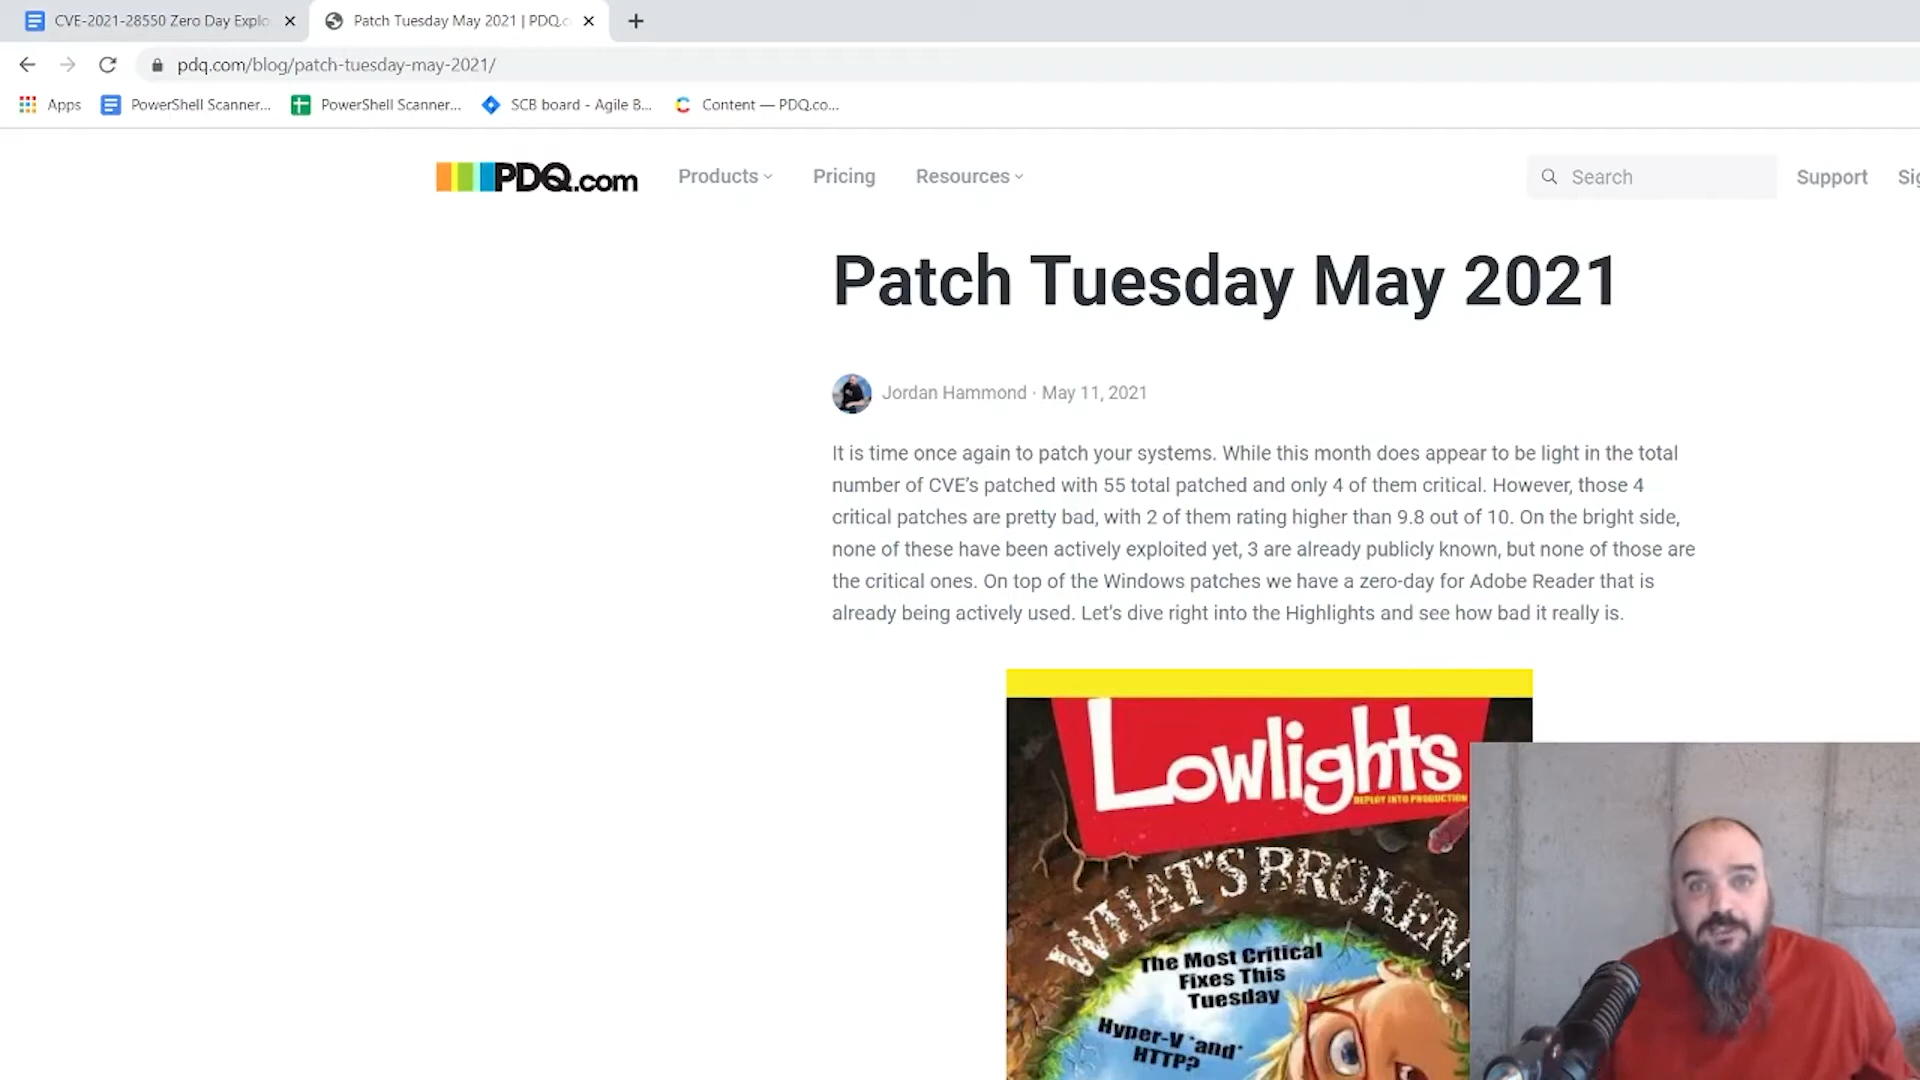 CVE-2021-28550 Zero Day Explo
Patch Tuesday May 2021 | PDQ.c
pdq.com/blog/patch-tuesday-may-2021/
Apps
PowerShell Scanner...
PowerShell Scanner...
SCB board - Agile B...
Content — PDQ.co...
PDQ.com
Products
Pricing
Resources
Search
Support
Sig
Patch Tuesday May 2021
Jordan Hammond · May 11, 2021
It is time once again to patch your systems. While this month does appear to be light in the total
number of CVE’s patched with 55 total patched and only 4 of them critical. However, those 4
critical patches are pretty bad, with 2 of them rating higher than 9.8 out of 10. On the bright side,
none of these have been actively exploited yet, 3 are already publicly known, but none of those are
the critical ones. On top of the Windows patches we have a zero-day for Adobe Reader that is
already being actively used. Let’s dive right into the Highlights and see how bad it really is.
Lowlights
DEPLOY INTO PRODUCTION
WHAT'S BROKEN
The Most Critical
Fixes This
Tuesday
Hyper-V *and*
HTTP?